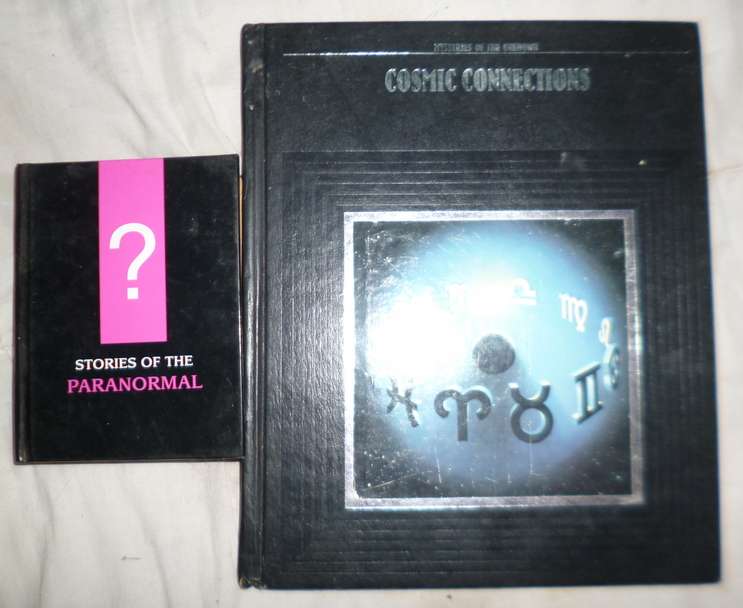 ?
STORIES OF THE
PARANORMAL
MYSTERIES OF THE UNKNOWN
COSMIC CONNECTIONS